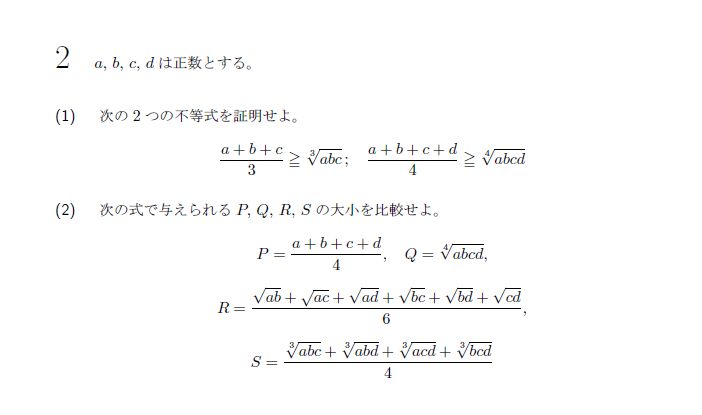 2 a, b, c, d は正数とする。
(1) 次の 2 つの不等式を証明せよ。
\frac{a+b+c}{3} ≧ \sqrt[3]{abc}; \frac{a+b+c+d}{4} ≧ \sqrt[4]{abcd}
(2) 次の式で与えられる P, Q, R, S の大小を比較せよ。
P = \frac{a+b+c+d}{4}, Q = \sqrt[4]{abcd},
R = \frac{\sqrt{ab}+\sqrt{ac}+\sqrt{ad}+\sqrt{bc}+\sqrt{bd}+\sqrt{cd}}{6},
S = \frac{\sqrt[3]{abc}+\sqrt[3]{abd}+\sqrt[3]{acd}+\sqrt[3]{bcd}}{4}